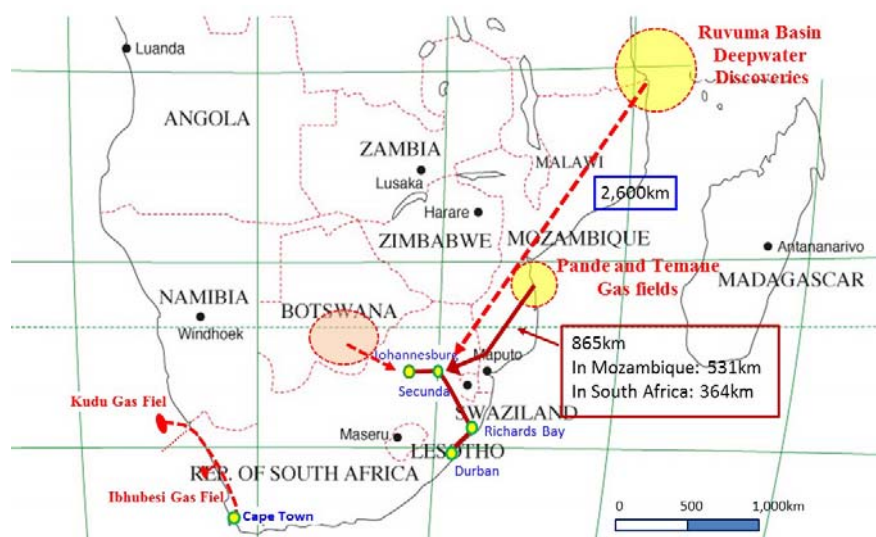 Luanda
Ruvuma Basin
Deepwater
Discoveries
ANGOLA
ZAMBIA
Lusaka
MALAWI
2,600km
Harare
ZIMBABWE
MOZAMBIQUE
Antananarivo
MADAGASCAR
Pande and Temane
Gas fields
NAMIBIA
Windhoek
BOTSWANA
865km
In Mozambique: 531km
In South Africa: 364km
Johannesburg
Maputo
Secunda
SWAZILAND
Kudu Gas Fiel
Maseru
Richards Bay
LESOTHO
REP. OF SOUTH AFRICA
Durban
Ibhubesi Gas Fiel
Cape Town
0 500 1,000km